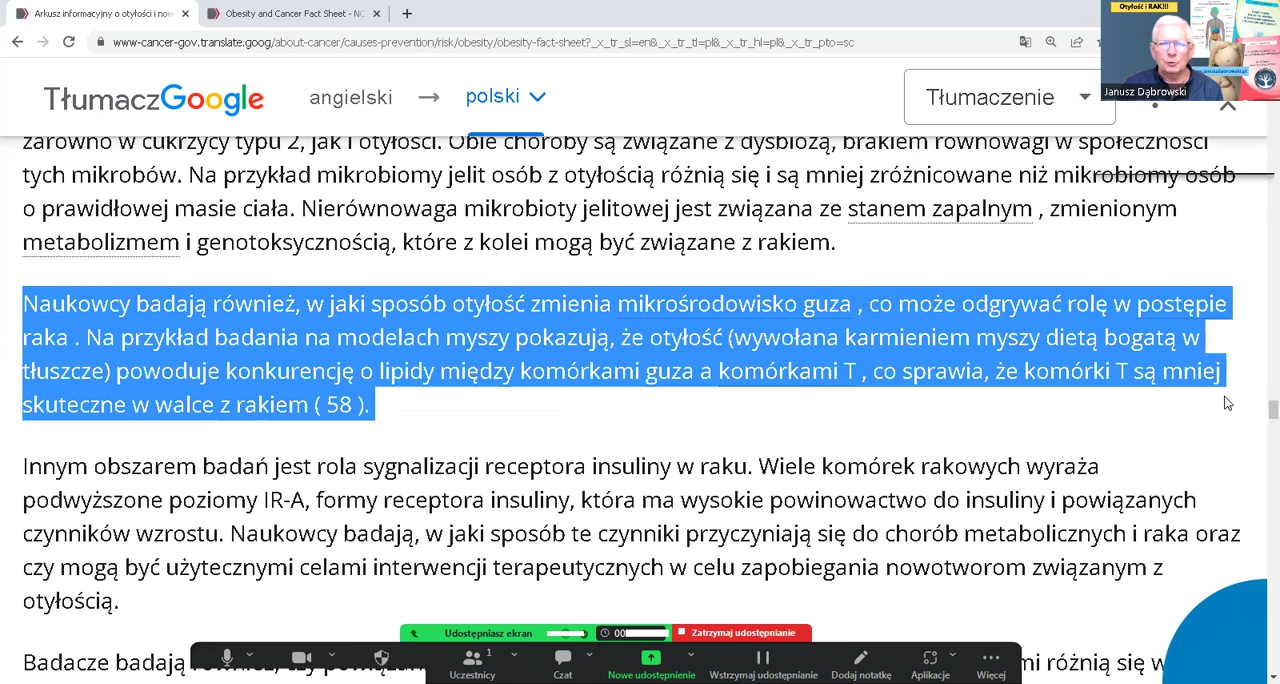 Arkusz informacyjny o otyłości i now
Obesity and Cancer Fact Sheet - NC
www-cancer-gov.translate.goog/about-cancer/causes-prevention/risk/obesity/obesity-fact-sheet?_x_tr_sl=en&_x_tr_tl=pl&_x_tr_hl=pl&_x_tr_pto=sc
Otyłość i RAK!!!
www.januszdabrowski.pl
Janusz Dąbrowski
Tłumacz Google
angielski → polski
Tłumaczenie
zarówno w cukrzycy typu 2, jak i otyłości. Obie choroby są związane z dysbiozą, brakiem równowagi w społeczności
tych mikrobów. Na przykład mikrobiomy jelit osób z otyłością różnią się i są mniej zróżnicowane niż mikrobiomy osób
o prawidłowej masie ciała. Nierównowaga mikrobioty jelitowej jest związana ze stanem zapalnym , zmienionym
metabolizmem i genotoksycznością, które z kolei mogą być związane z rakiem.
Naukowcy badają również, w jaki sposób otyłość zmienia mikrośrodowisko guza , co może odgrywać rolę w postępie
raka . Na przykład badania na modelach myszy pokazują, że otyłość (wywołana karmieniem myszy dietą bogatą w
tłuszcze) powoduje konkurencję o lipidy między komórkami guza a komórkami T , co sprawia, że komórki T są mniej
skuteczne w walce z rakiem ( 58 ).
Innym obszarem badań jest rola sygnalizacji receptora insuliny w raku. Wiele komórek rakowych wyraża
podwyższone poziomy IR-A, formy receptora insuliny, która ma wysokie powinowactwo do insuliny i powiązanych
czynników wzrostu. Naukowcy badają, w jaki sposób te czynniki przyczyniają się do chorób metabolicznych i raka oraz
czy mogą być użytecznymi celami interwencji terapeutycznych w celu zapobiegania nowotworom związanym z
otyłością.
Udostępniasz ekran
00
Zatrzymaj udostępnianie
Badacze badają
mi różnią się w
1
Uczestnicy
Czat
Nowe udostępnienie
Wstrzymaj udostępnianie
Dodaj notatkę
Aplikacje
Więcej